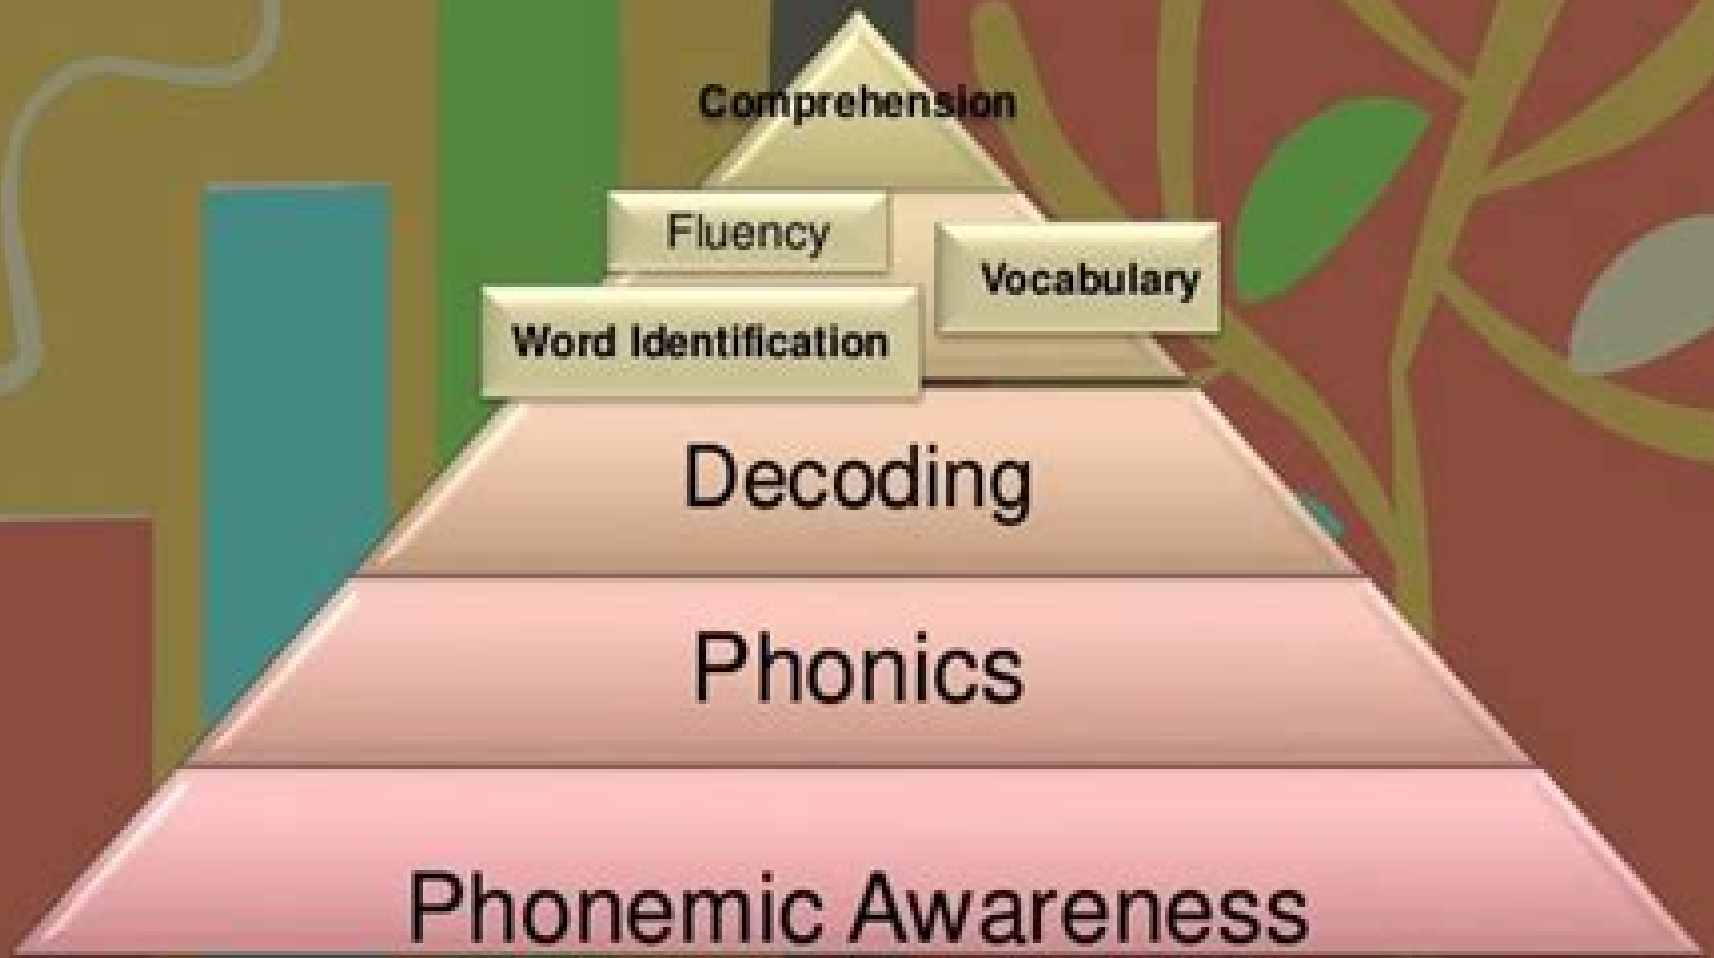 Comprehension
Fluency
Vocabulary
Word Identification
Decoding
Phonics
Phonemic Awareness